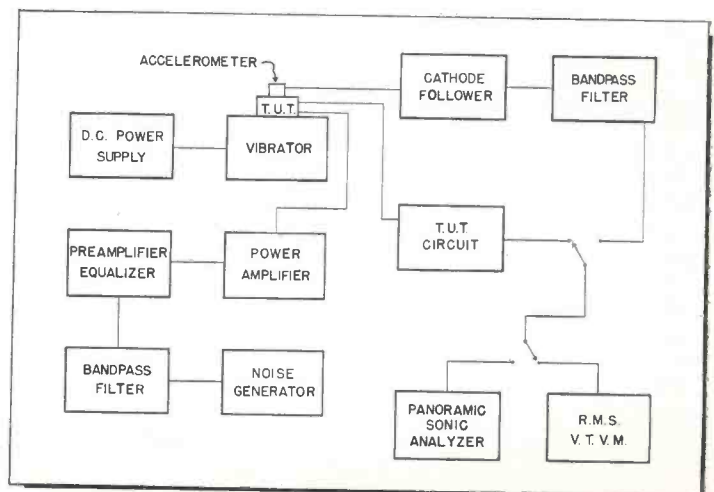 ACCELEROMETER
T.U.T.
CATHODE
FOLLOWER
BANDPASS
FILTER
D.C. POWER
SUPPLY
VIBRATOR
T.U.T.
CIRCUIT
PREAMPLIFIER
EQUALIZER
POWER
AMPLIFIER
BANDPASS
FILTER
NOISE
GENERATOR
PANORAMIC
SONIC
ANALYZER
R.M.S.
V. T. V. M.